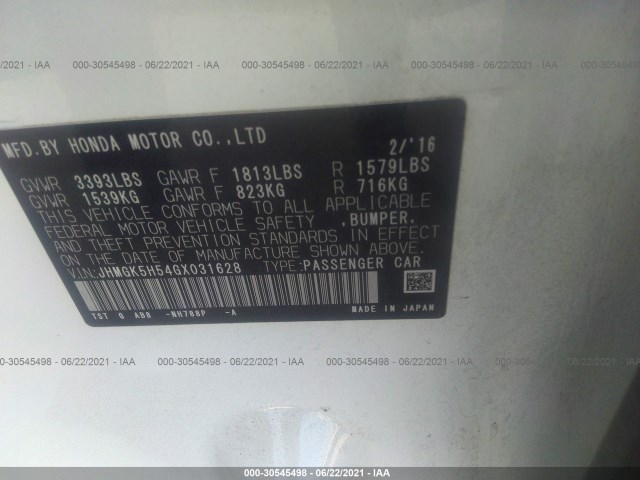 000-30545498 - 06/22/2021 - IAA
MFD.BY HONDA MOTOR CO.,LTD 2/'16
GVWR 3393LBS GAWR F 1813LBS R 1579LBS
GVWR 1539KG GAWR F 823KG R 716KG
THIS VEHICLE CONFORMS TO ALL APPLICABLE
FEDERAL MOTOR VEHICLE SAFETY ,BUMPER,
AND THEFT PREVENTION STANDARDS IN EFFECT
ON THE DATE OF MANUFACTURE SHOWN ABOVE.
V.I.N:JHMGK5H54GX031628 TYPE:PASSENGER CAR
TST 0 AB0 -NH788P -A MADE IN JAPAN
000-30545498 - 06/22/2021 - IAA
000-30545498 - 06/22/2021 - IAA